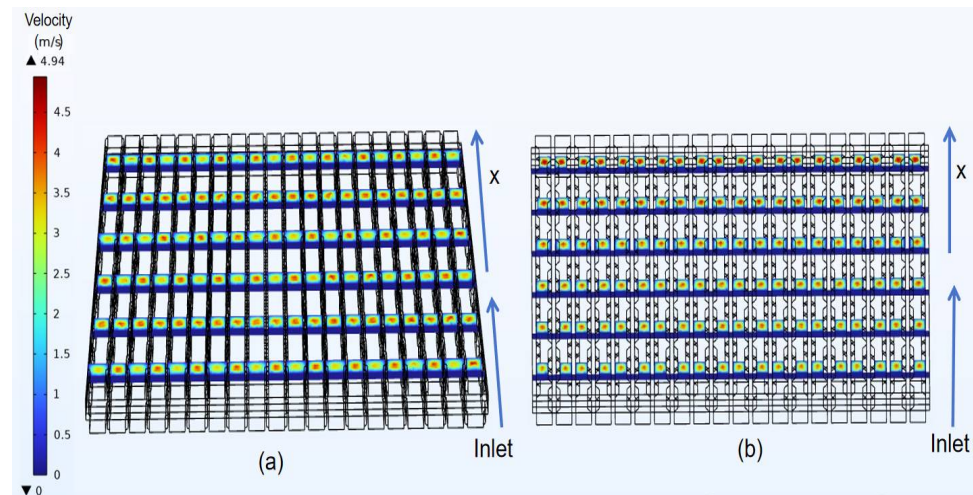 Velocity
(m/s)
▲ 4.94
4.5
4
3.5
3
2.5
2
1.5
1
0.5
0
▼ 0
X
X
Inlet
Inlet
(a)
(b)